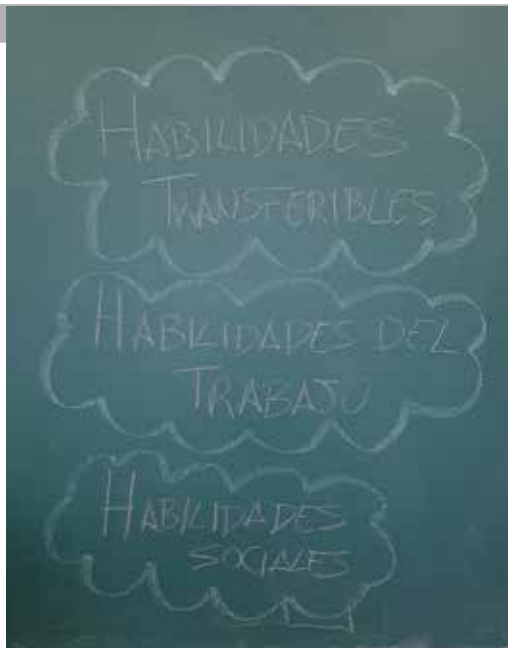 HABILIDADES
TRANSFERIBLES
HABILIDADES DEL
TRABAJO
HABILIDADES
SOCIALES